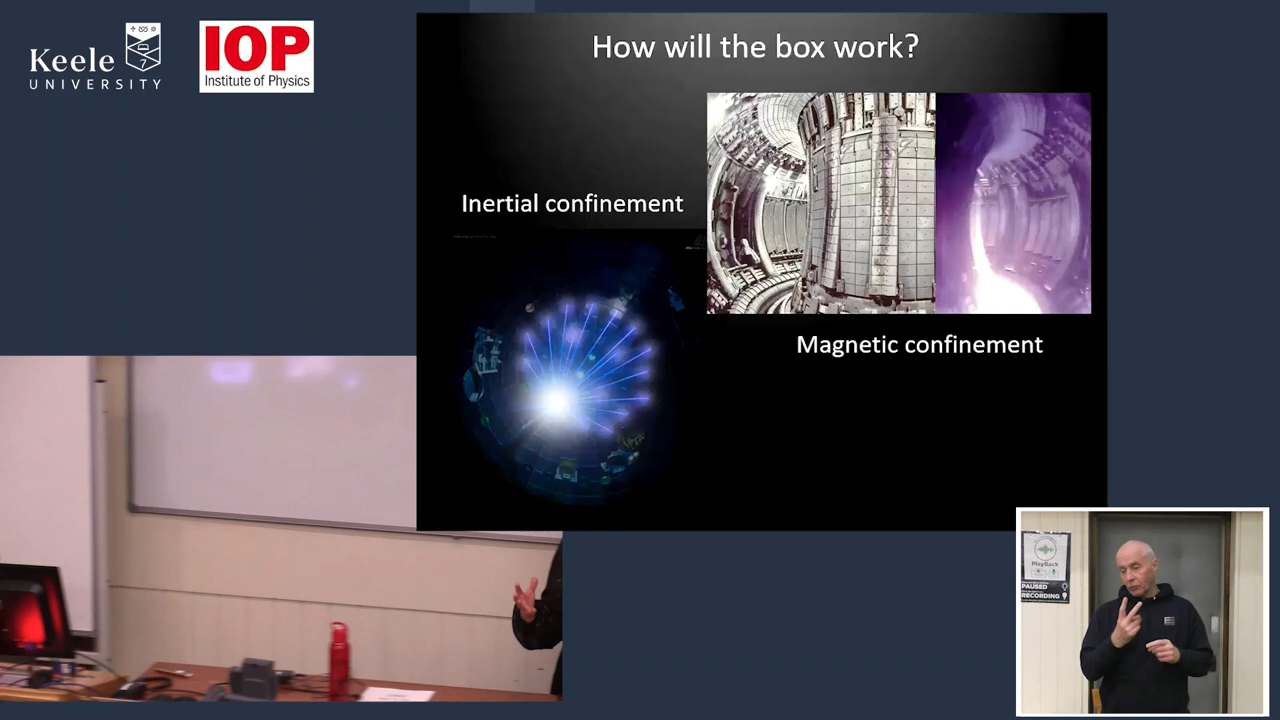 Keele
UNIVERSITY
IOP
Institute of Physics
How will the box work?
Inertial confinement
Magnetic confinement
PlayBack
PAUSED
RECORDING